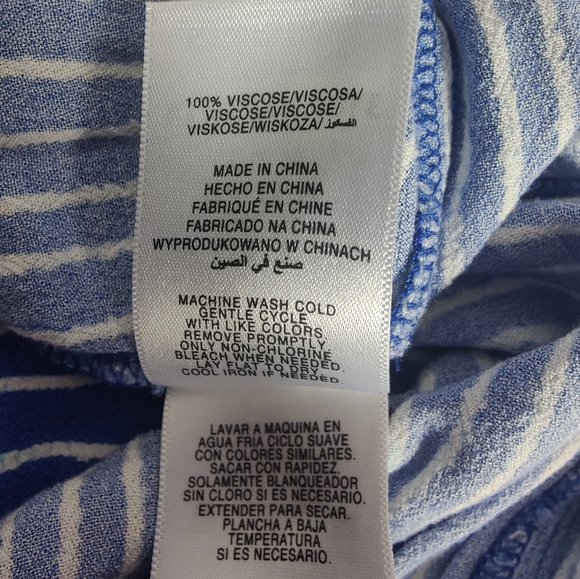 100% VISCOSE/VISCOSA/
VISCOSE/VISCOSE/
VISKOSE/WISKOZA/ الفسكوز
MADE IN CHINA
HECHO EN CHINA
FABRIQUÉ EN CHINE
FABRICADO NA CHINA
WYPRODUKOWANO W CHINACH
صنع في الصين
MACHINE WASH COLD
GENTLE CYCLE
WITH LIKE COLORS
REMOVE PROMPTLY
ONLY NON-CHLORINE
BLEACH WHEN NEEDED.
LAY FLAT TO DRY
COOL IRON IF NEEDED.
LAVAR A MAQUINA EN
AGUA FRIA CICLO SUAVE
CON COLORES SIMILARES.
SACAR CON RAPIDEZ.
SOLAMENTE BLANQUEADOR
SIN CLORO SI ES NECESARIO.
EXTENDER PARA SECAR.
PLANCHA A BAJA
TEMPERATURA
SI ES NECESARIO.